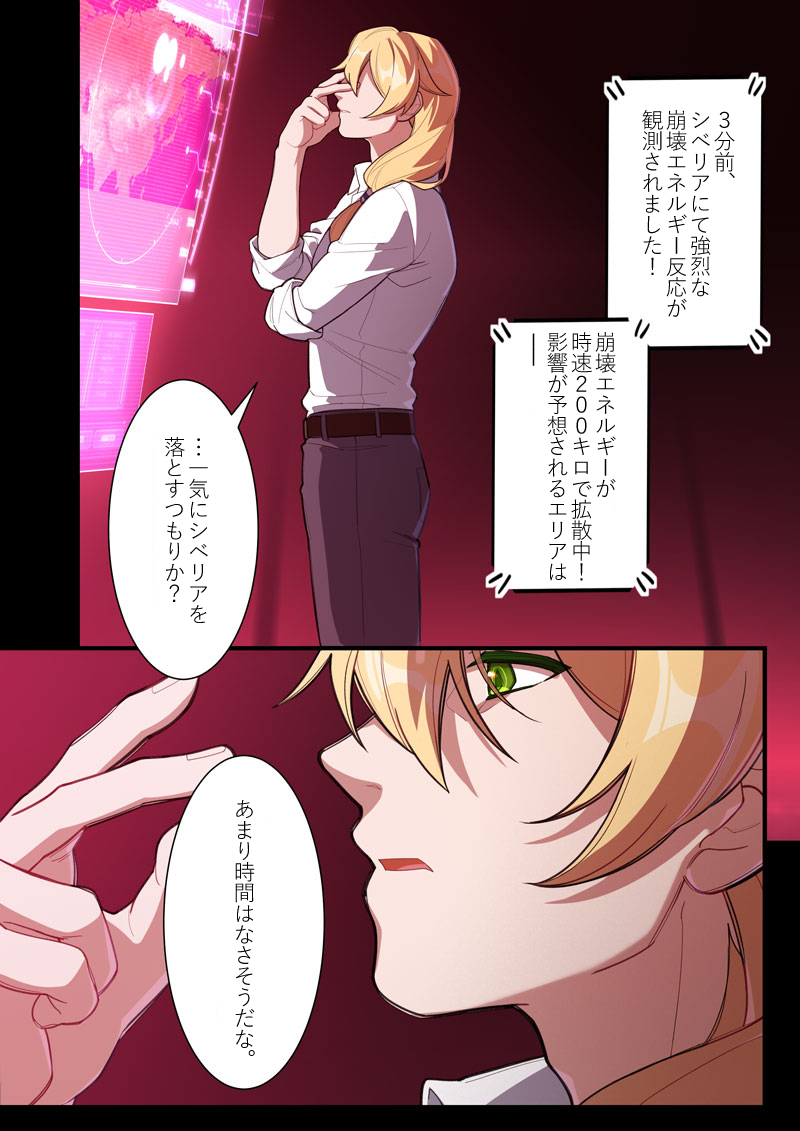 ３分前、
シベリアにて強烈な
崩壊エネルギー反応が
観測されました！
崩壊エネルギーが
時速２００キロで拡散中！
影響が予想されるエリアは
――
…一気にシベリアを
落とすつもりか？
あまり時間はなさそうだな。